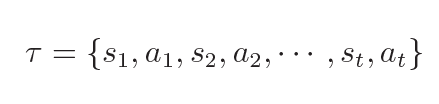 τ = {s₁, a₁, s₂, a₂, ⋯ , sₜ, aₜ}